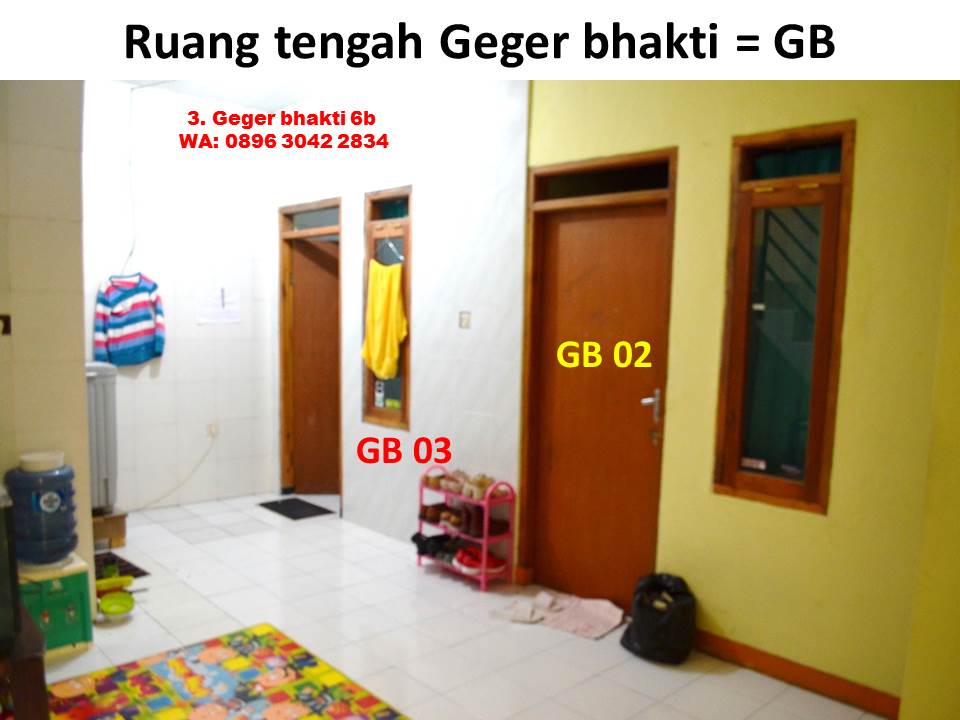 Ruang tengah Geger bhakti = GB
3. Geger bhakti 6b
WA: 0896 3042 2834
GB 02
GB 03